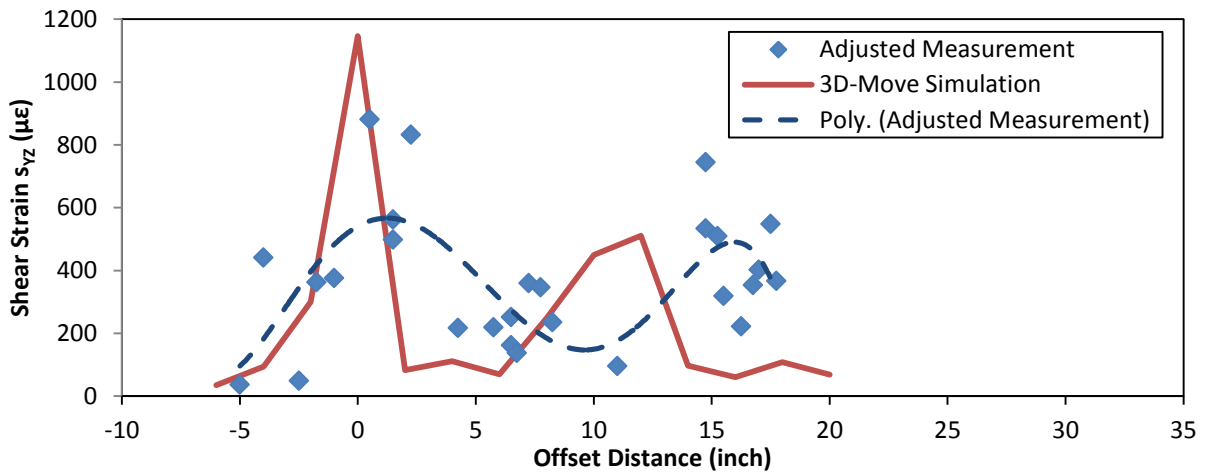 1200
1000
800
600
400
200
0
Shear Strain sYZ (με)
Adjusted Measurement
3D-Move Simulation
Poly. (Adjusted Measurement)
-10 -5 0 5 10 15 20 25 30 35
Offset Distance (inch)